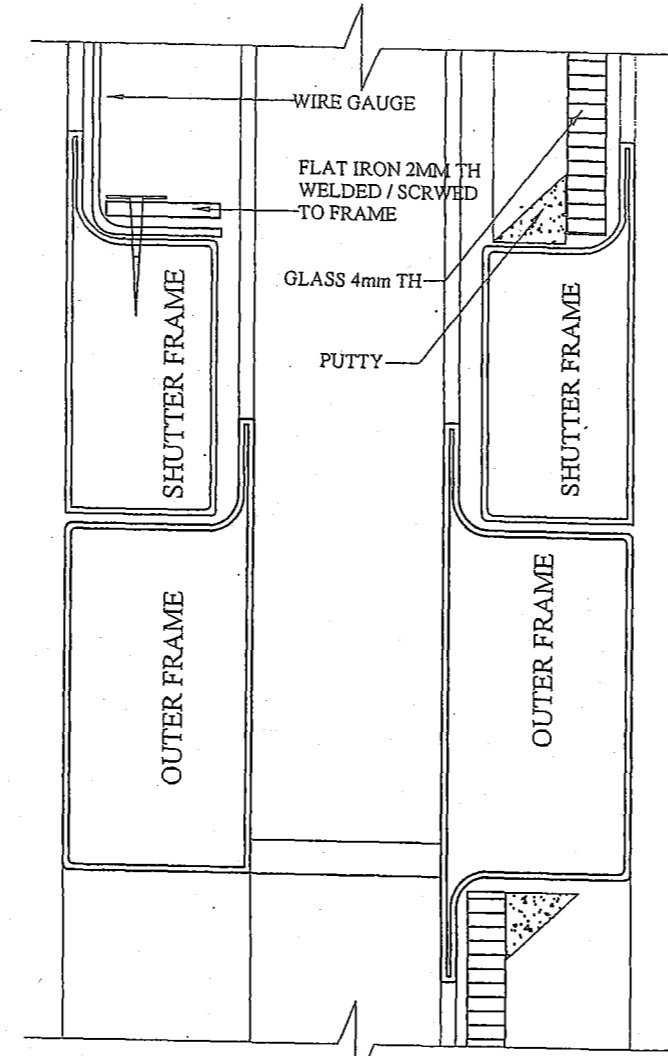 WIRE GAUGE
FLAT IRON 2MM TH
WELDED / SCRWED
TO FRAME
GLASS 4mm TH
PUTTY
SHUTTER FRAME
SHUTTER FRAME
OUTER FRAME
OUTER FRAME